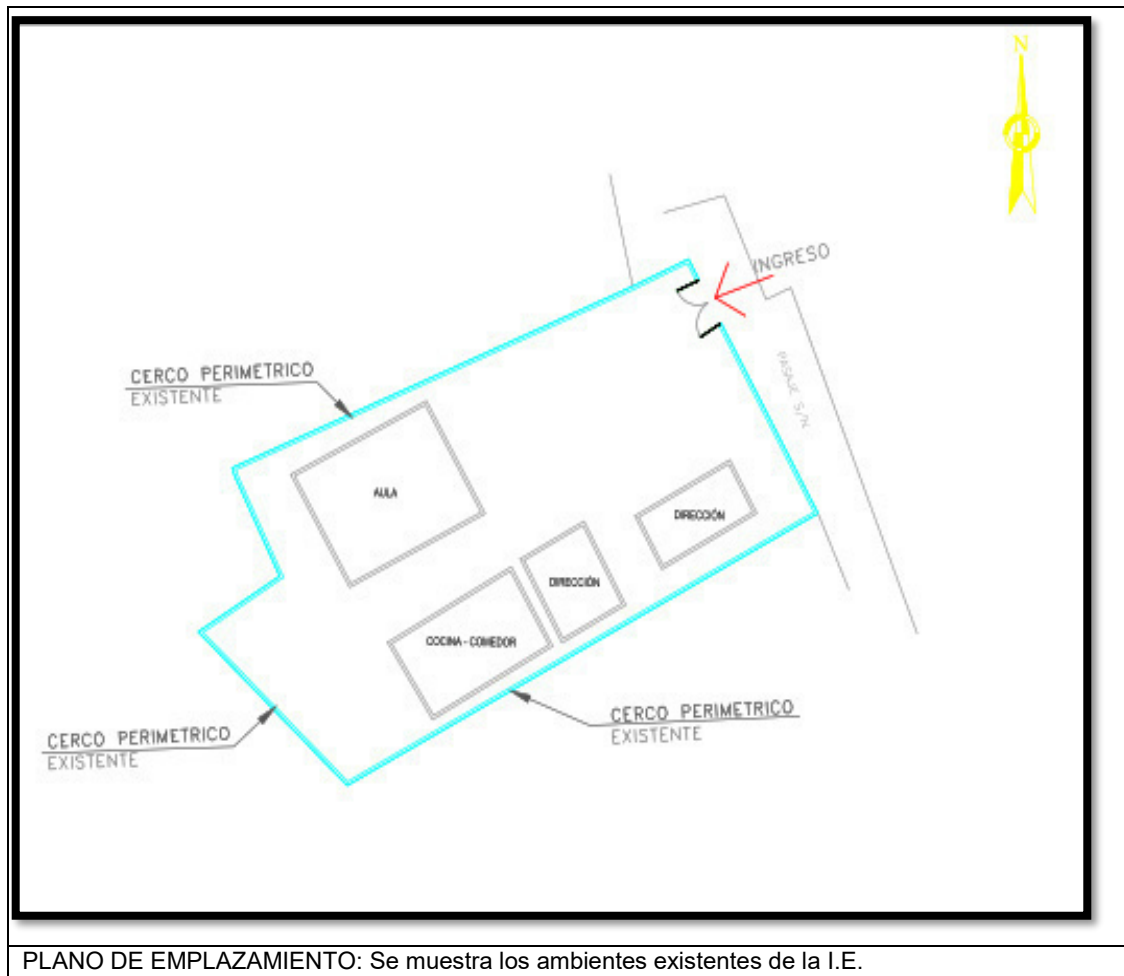 N
INGRESO
PASAJE S/N
CERCO PERIMETRICO
EXISTENTE
AULA
DIRECCIÓN
DIRECCIÓN
COCINA - COMEDOR
CERCO PERIMETRICO
EXISTENTE
CERCO PERIMETRICO
EXISTENTE
PLANO DE EMPLAZAMIENTO: Se muestra los ambientes existentes de la I.E.